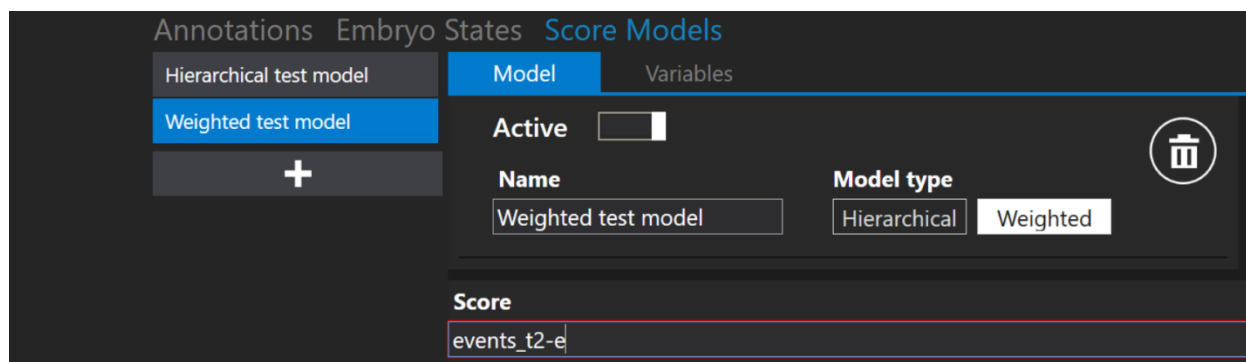 Annotations Embryo States Score Models
Hierarchical test model
Weighted test model
Model Variables
Active
Name
Weighted test model
Model type
Hierarchical Weighted
Score
events_t2-e